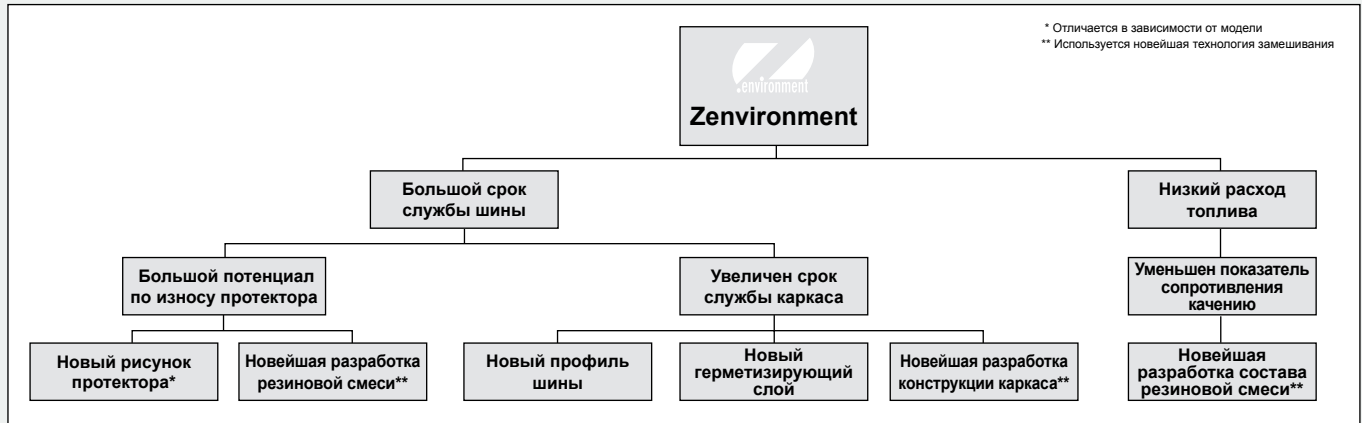 * Отличается в зависимости от модели
** Используется новейшая технология замешивания
.environment
Zenvironment
Большой срок
службы шины
Низкий расход
топлива
Большой потенциал
по износу протектора
Увеличен срок
службы каркаса
Уменьшен показатель
сопротивления
качению
Новый рисунок
протектора*
Новейшая разработка
резиновой смеси**
Новый профиль
шины
Новый
герметизирующий
слой
Новейшая разработка
конструкции каркаса**
Новейшая
разработка состава
резиновой смеси**